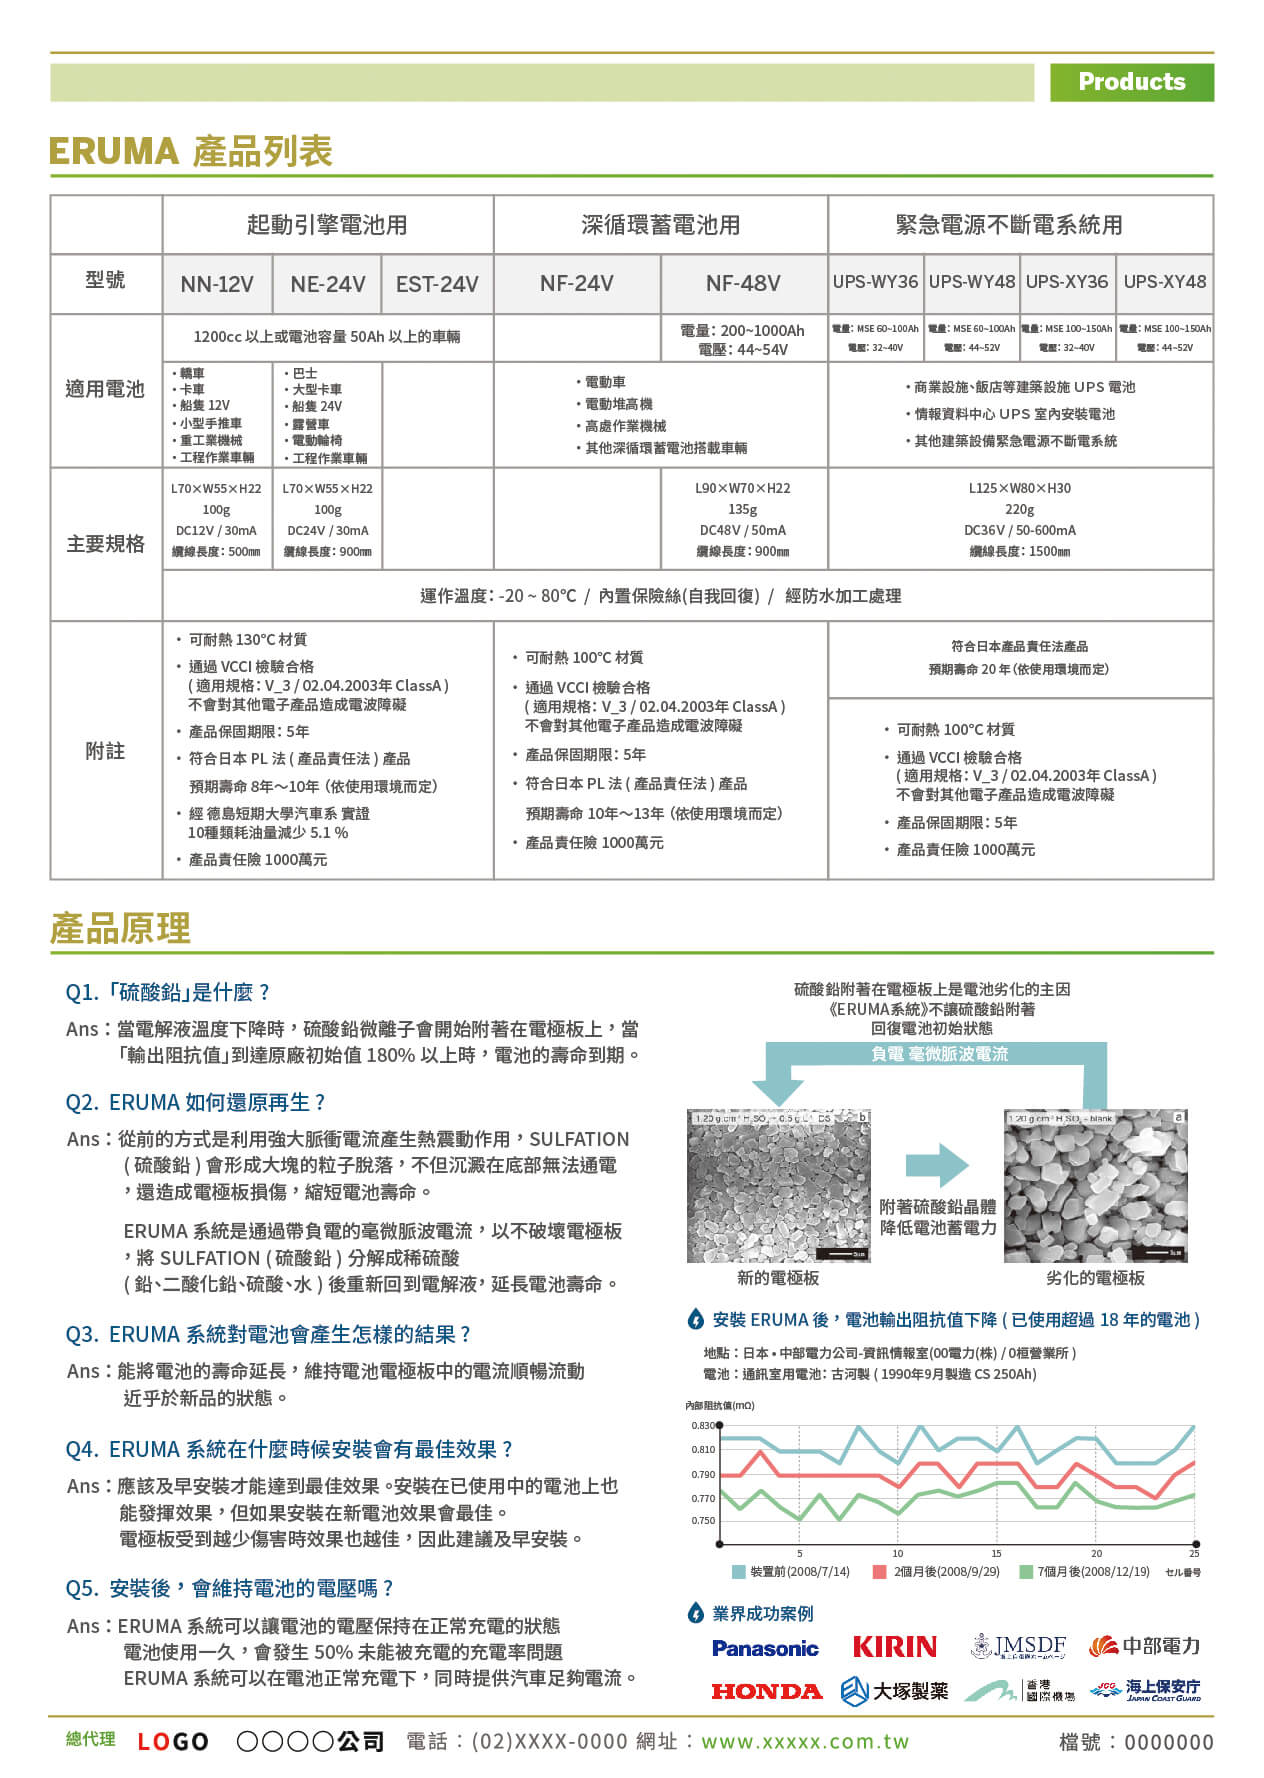 Products
ERUMA 產品列表
起動引擎電池用 深循環蓄電池用 緊急電源不斷電系統用
型號 NN-12V NE-24V EST-24V NF-24V NF-48V UPS-WY36 UPS-WY48 UPS-XY36 UPS-XY48
適用電池
1200cc 以上或電池容量 50Ah 以上的車輛
電量：200~1000Ah
電壓：44~54V
電量：MSE 60~100Ah
電壓：32~40V
電量：MSE 60~100Ah
電壓：44~52V
電量：MSE 100~150Ah
電壓：32~40V
電量：MSE 100~150Ah
電壓：44~52V
・轎車
・卡車
・船隻 12V
・小型手推車
・重工業機械
・工程作業車輛
・巴士
・大型卡車
・船隻 24V
・露營車
・電動輪椅
・工程作業車輛
・電動車
・電動堆高機
・高處作業機械
・其他深循環蓄電池搭載車輛
・商業設施、飯店等建築設施 UPS 電池
・情報資料中心 UPS 室內安裝電池
・其他建築設備緊急電源不斷電系統
主要規格
L70×W55×H22
100g
DC12V / 30mA
纜線長度：500㎜
L70×W55×H22
100g
DC24V / 30mA
纜線長度：900㎜
L90×W70×H22
135g
DC48V / 50mA
纜線長度：900㎜
L125×W80×H30
220g
DC36V / 50-600mA
纜線長度：1500㎜
運作溫度：-20 ~ 80℃ / 內置保險絲(自我回復) / 經防水加工處理
附註
・ 可耐熱 130℃ 材質
・ 通過 VCCI 檢驗合格
( 適用規格：V_3 / 02.04.2003年 ClassA )
不會對其他電子產品造成電波障礙
・ 產品保固期限：5年
・ 符合日本 PL 法 ( 產品責任法 ) 產品
預期壽命 8年～10年（依使用環境而定）
・ 經 德島短期大學汽車系 實證
10種類耗油量減少 5.1 %
・ 產品責任險 1000萬元
・ 可耐熱 100℃ 材質
・ 通過 VCCI 檢驗合格
( 適用規格：V_3 / 02.04.2003年 ClassA )
不會對其他電子產品造成電波障礙
・ 產品保固期限：5年
・ 符合日本 PL 法 ( 產品責任法 ) 產品
預期壽命 10年～13年（依使用環境而定）
・ 產品責任險 1000萬元
符合日本產品責任法產品
預期壽命 20 年（依使用環境而定）
・ 可耐熱 100℃ 材質
・ 通過 VCCI 檢驗合格
( 適用規格：V_3 / 02.04.2003年 ClassA )
不會對其他電子產品造成電波障礙
・ 產品保固期限：5年
・ 產品責任險 1000萬元
產品原理
Q1.「硫酸鉛」是什麼？
Ans：當電解液溫度下降時，硫酸鉛微離子會開始附著在電極板上，當
「輸出阻抗值」到達原廠初始值 180% 以上時，電池的壽命到期。
Q2. ERUMA 如何還原再生？
Ans：從前的方式是利用強大脈衝電流產生熱震動作用，SULFATION
( 硫酸鉛 ) 會形成大塊的粒子脫落，不但沉澱在底部無法通電
，還造成電極板損傷，縮短電池壽命。
ERUMA 系統是通過帶負電的毫微脈波電流，以不破壞電極板
，將 SULFATION ( 硫酸鉛 ) 分解成稀硫酸
( 鉛、二酸化鉛、硫酸、水 ) 後重新回到電解液，延長電池壽命。
Q3. ERUMA 系統對電池會產生怎樣的結果？
Ans：能將電池的壽命延長，維持電池電極板中的電流順暢流動
近乎於新品的狀態。
Q4. ERUMA 系統在什麼時候安裝會有最佳效果？
Ans：應該及早安裝才能達到最佳效果。安裝在已使用中的電池上也
能發揮效果，但如果安裝在新電池效果會最佳。
電極板受到越少傷害時效果也越佳，因此建議及早安裝。
Q5. 安裝後，會維持電池的電壓嗎？
Ans：ERUMA 系統可以讓電池的電壓保持在正常充電的狀態
電池使用一久，會發生 50% 未能被充電的充電率問題
ERUMA 系統可以在電池正常充電下，同時提供汽車足夠電流。
硫酸鉛附著在電極板上是電池劣化的主因
《ERUMA系統》不讓硫酸鉛附著
回復電池初始狀態
負電 毫微脈波電流
1.20 g.cm⁻³ H₂SO₄ + 0.5 g.L⁻¹ DS b
1.20 g.cm⁻³ H₂SO₄ - blank a
附著硫酸鉛晶體
降低電池蓄電力
新的電極板 劣化的電極板
安裝 ERUMA 後，電池輸出阻抗值下降 ( 已使用超過 18 年的電池 )
地點：日本・中部電力公司-資訊情報室(00電力(株) / 0桓營業所 )
電池：通訊室用電池：古河製 ( 1990年9月製造 CS 250Ah)
內部阻抗值(mΩ)
0.830
0.810
0.790
0.770
0.750
5 10 15 20 25
裝置前(2008/7/14) 2個月後(2008/9/29) 7個月後(2008/12/19) セル番号
業界成功案例
Panasonic KIRIN JMSDF 中部電力
海上自衛隊ホームページ
HONDA 大塚製薬 香港 JCG 海上保安庁
國際機場 JAPAN COAST GUARD
總代理 LOGO 〇〇〇〇公司 電話：(02)XXXX-0000 網址：www.xxxxx.com.tw 檔號：0000000